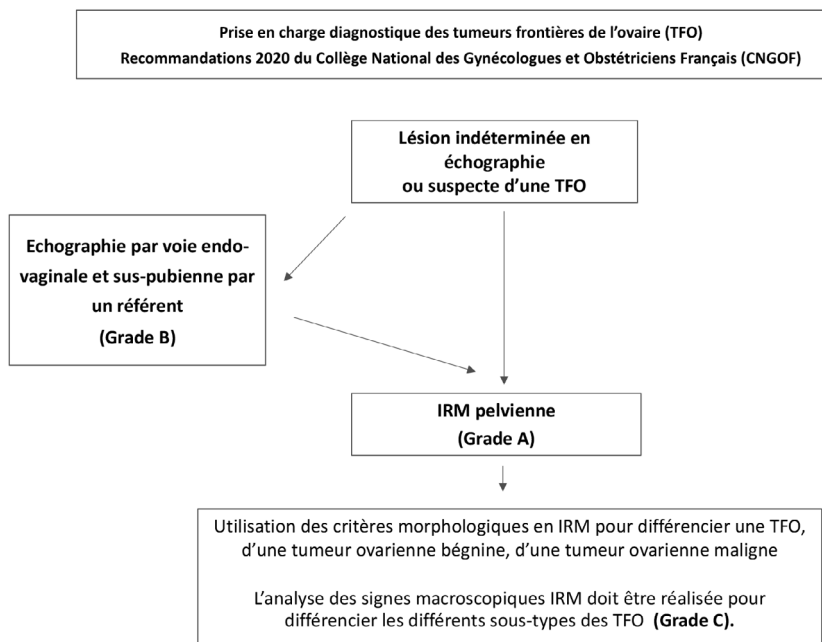 Prise en charge diagnostique des tumeurs frontières de l’ovaire (TFO)
Recommandations 2020 du Collège National des Gynécologues et Obstétriciens Français (CNGOF)
Lésion indéterminée en
échographie
ou suspecte d’une TFO
Echographie par voie endo-
vaginale et sus-pubienne par
un référent
(Grade B)
IRM pelvienne
(Grade A)
Utilisation des critères morphologiques en IRM pour différencier une TFO,
d’une tumeur ovarienne bégnine, d’une tumeur ovarienne maligne
L’analyse des signes macroscopiques IRM doit être réalisée pour
différencier les différents sous-types des TFO (Grade C).